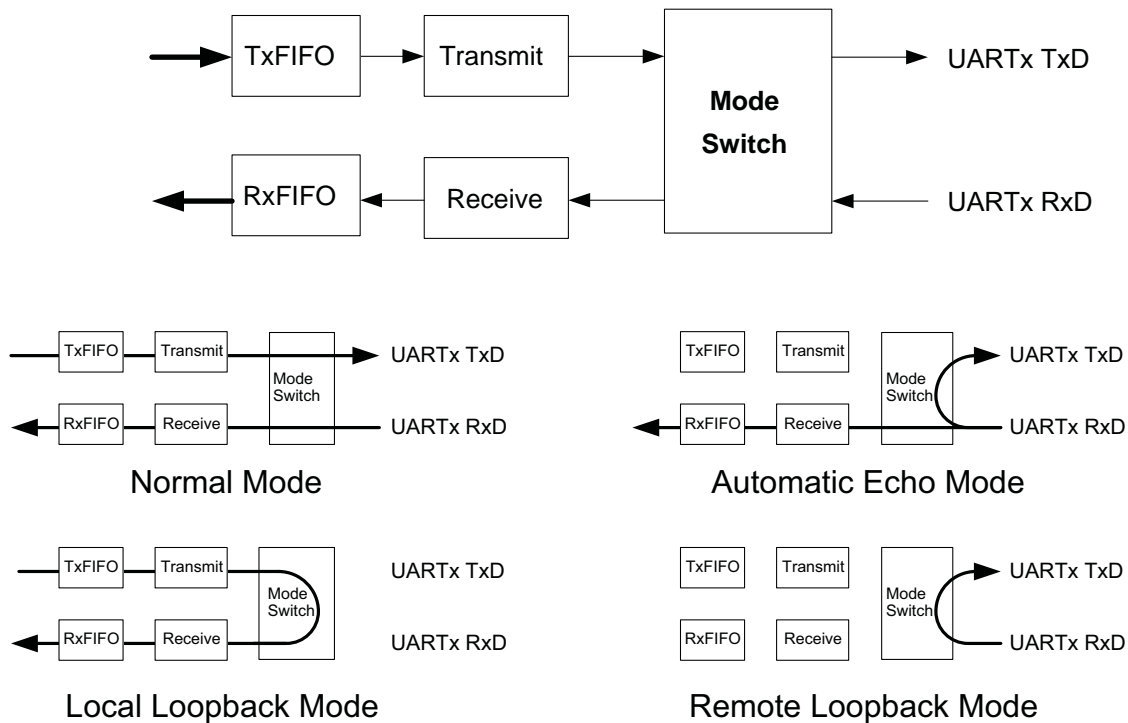 TxFIFO
Transmit
Mode
Switch
UARTx TxD
RxFIFO
Receive
UARTx RxD
TxFIFO
Transmit
Mode
Switch
UARTx TxD
RxFIFO
Receive
UARTx RxD
Normal Mode
TxFIFO
Transmit
Mode
Switch
UARTx TxD
RxFIFO
Receive
UARTx RxD
Automatic Echo Mode
TxFIFO
Transmit
Mode
Switch
UARTx TxD
RxFIFO
Receive
UARTx RxD
Local Loopback Mode
TxFIFO
Transmit
Mode
Switch
UARTx TxD
RxFIFO
Receive
UARTx RxD
Remote Loopback Mode